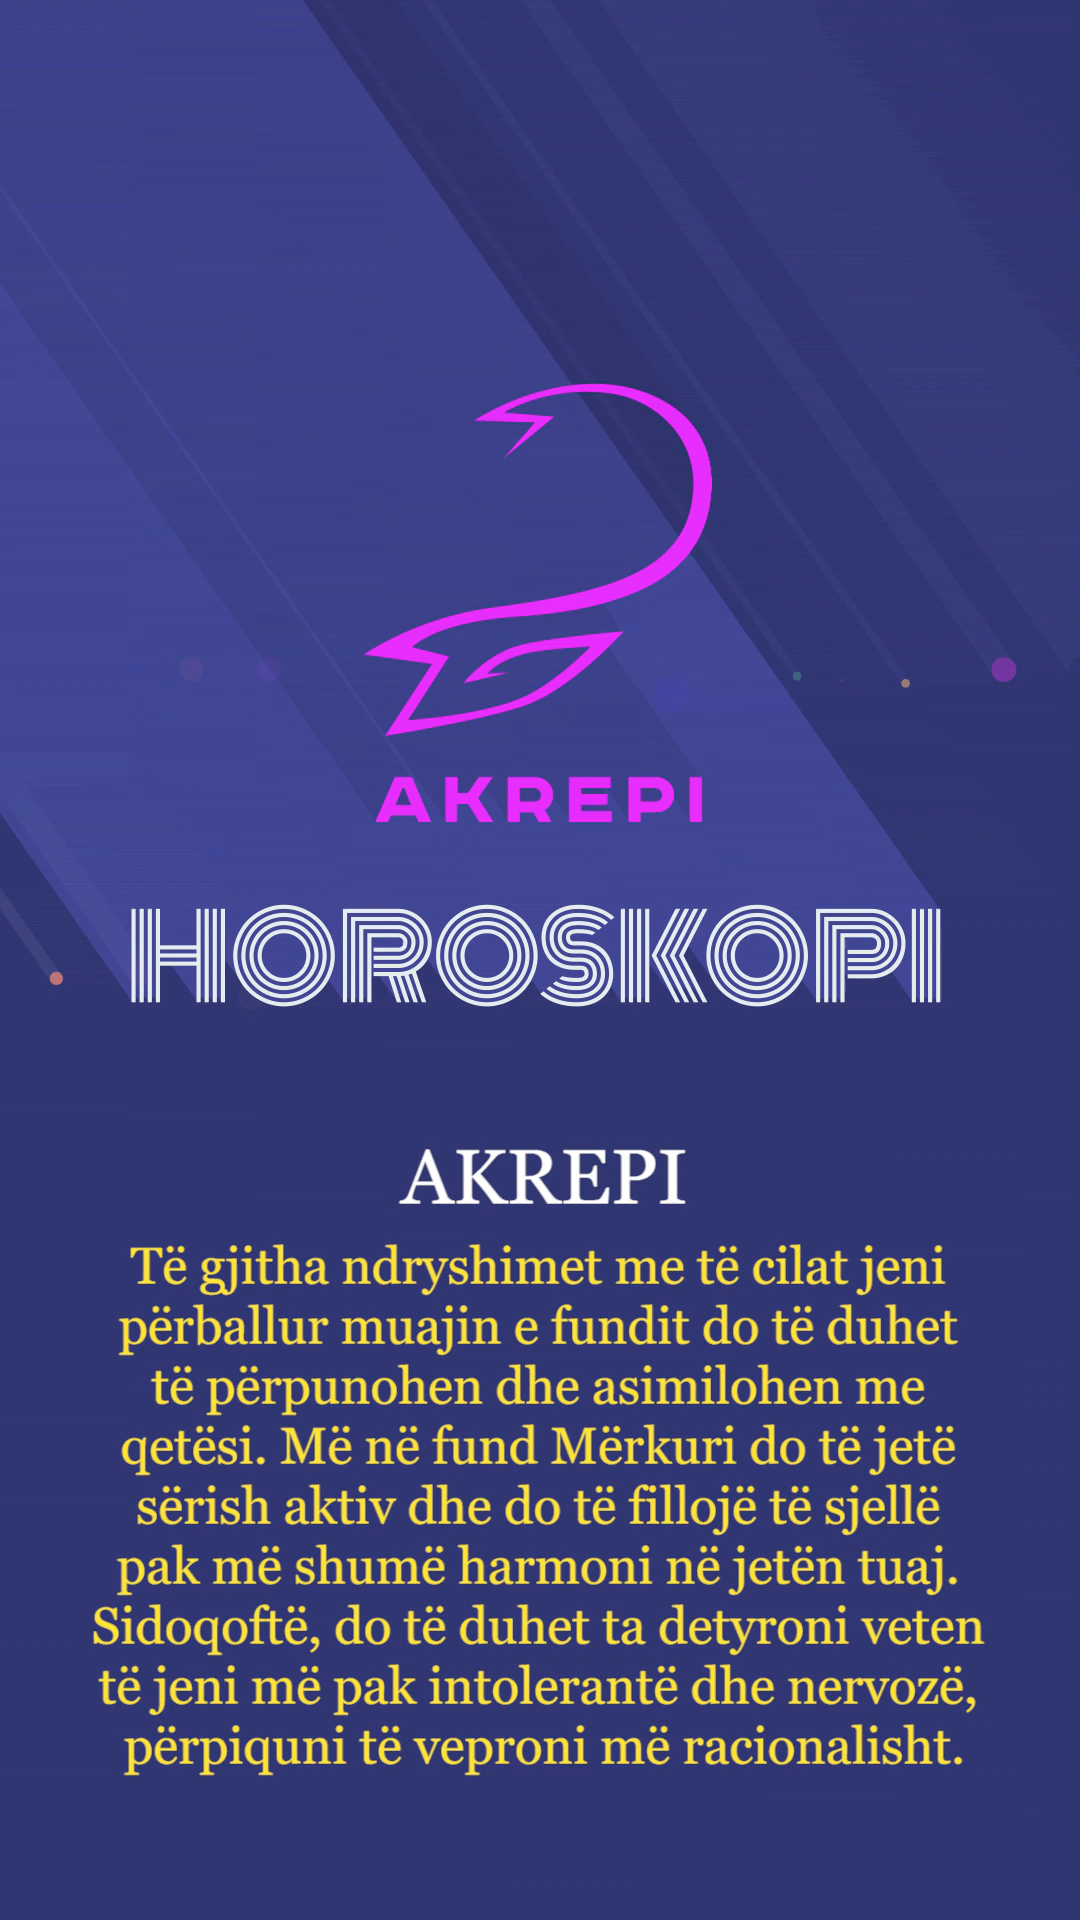 AKREPI
HOROSKOPI
AKREPI
Të gjitha ndryshimet me të cilat jeni
përballur muajin e fundit do të duhet
të përpunohen dhe asimilohen me
qetësi. Më në fund Mërkuri do të jetë
sërish aktiv dhe do të fillojë të sjellë
pak më shumë harmoni në jetën tuaj.
Sidoqoftë, do të duhet ta detyroni veten
të jeni më pak intolerantë dhe nervozë,
përpiquni të veproni më racionalisht.